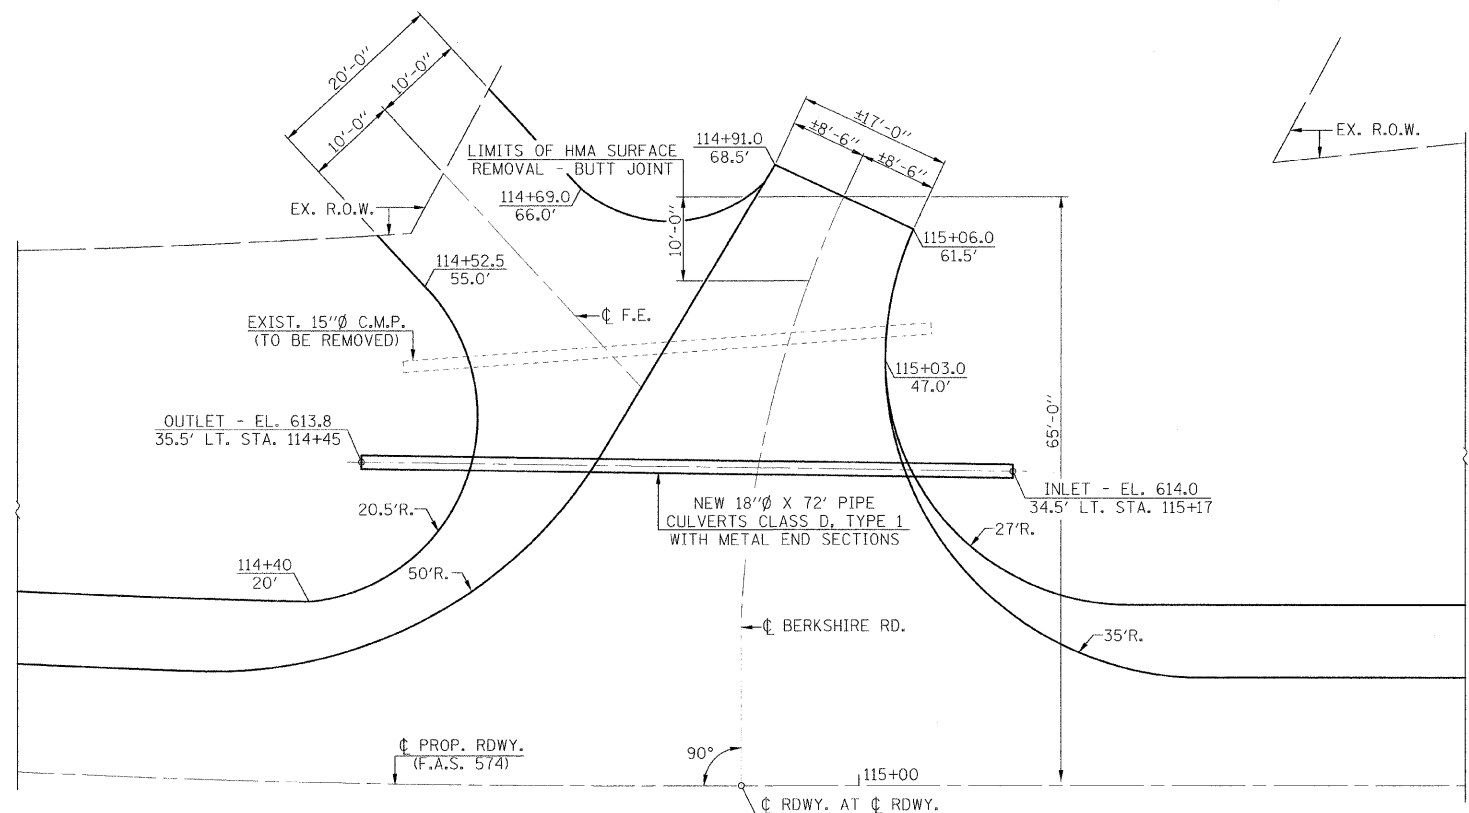 20'-0"
10'-0"
10'-0"
LIMITS OF HMA SURFACE
REMOVAL - BUTT JOINT
114+91.0
68.5'
±17'-0"
±8'-6"
±8'-6"
EX. R.O.W.
EX. R.O.W.
114+69.0
66.0'
10'-0"
115+06.0
61.5'
114+52.5
55.0'
℄ F.E.
EXIST. 15"Ø C.M.P.
(TO BE REMOVED)
115+03.0
47.0'
65'-0"
OUTLET - EL. 613.8
35.5' LT. STA. 114+45
INLET - EL. 614.0
34.5' LT. STA. 115+17
NEW 18"Ø X 72' PIPE
CULVERTS CLASS D, TYPE 1
WITH METAL END SECTIONS
20.5'R.
27'R.
114+40
20'
50'R.
℄ BERKSHIRE RD.
35'R.
℄ PROP. RDWY.
(F.A.S. 574)
90°
115+00
℄ RDWY. AT ℄ RDWY.